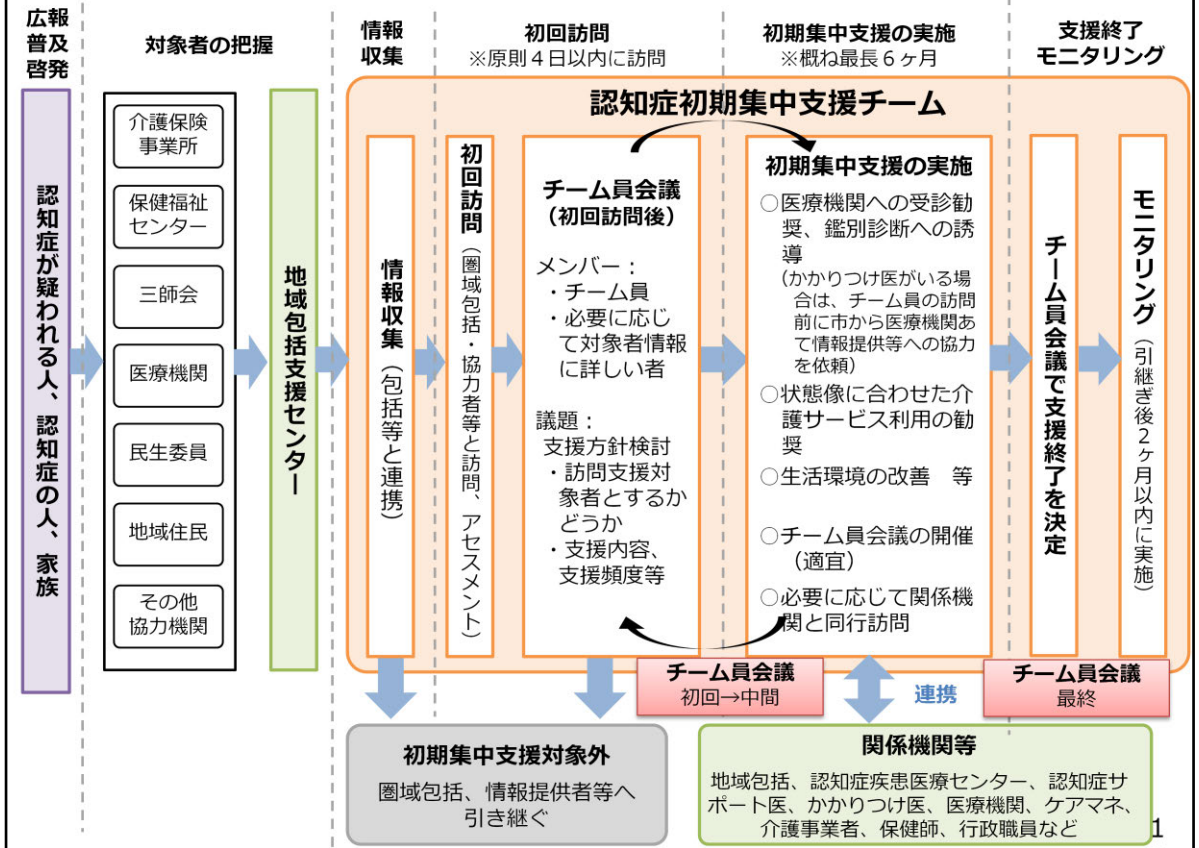 広報
普及
啓発
対象者の把握
情報
収集
初回訪問
※原則４日以内に訪問
初期集中支援の実施
※概ね最長６ヶ月
支援終了
モニタリング
認知症が疑われる人、認知症の人、家族
介護保険
事業所
保健福祉
センター
三師会
医療機関
民生委員
地域住民
その他
協力機関
地域包括支援センター
認知症初期集中支援チーム
情報収集（包括等と連携）
初回訪問（圏域包括・協力者等と訪問、アセスメント）
チーム員会議
（初回訪問後）
メンバー：
・チーム員
・必要に応じ
て対象者情報
に詳しい者
議題：
支援方針検討
・訪問支援対
象者とするか
どうか
・支援内容、
支援頻度等
初期集中支援の実施
○医療機関への受診勧
奨、鑑別診断への誘
導
（かかりつけ医がいる場
合は、チーム員の訪問
前に市から医療機関あ
て情報提供等への協力
を依頼）
○状態像に合わせた介
護サービス利用の勧
奨
○生活環境の改善　等
○チーム員会議の開催
（適宜）
○必要に応じて関係機
関と同行訪問
チーム員会議で支援終了を決定
モニタリング（引継ぎ後２ヶ月以内に実施）
チーム員会議
初回→中間
連携
チーム員会議
最終
初期集中支援対象外
圏域包括、情報提供者等へ
引き継ぐ
関係機関等
地域包括、認知症疾患医療センター、認知症サ
ポート医、かかりつけ医、医療機関、ケアマネ、
介護事業者、保健師、行政職員など
1